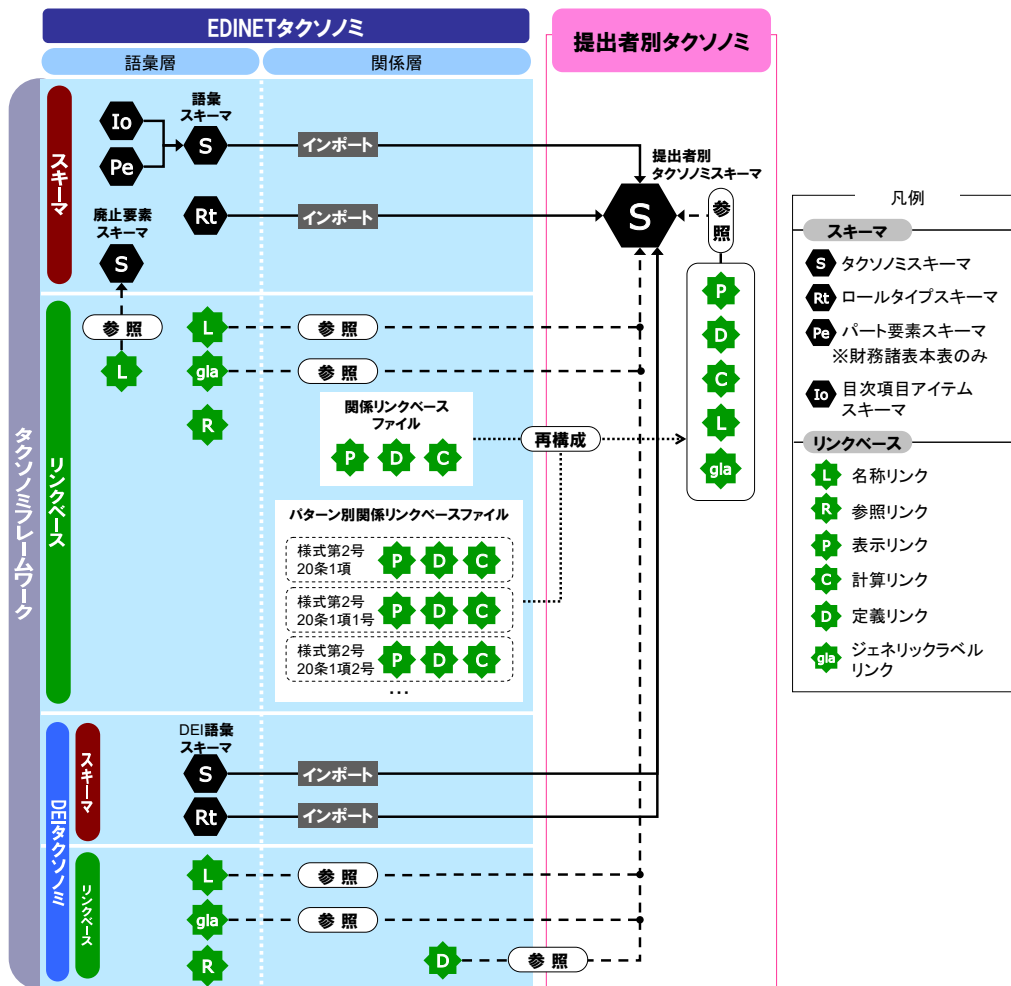 EDINETタクソノミ
提出者別タクソノミ
語彙層
関係層
タクソノミフレームワーク
スキーマ
Io
Pe
語彙
スキーマ
S
インポート
Rt
インポート
廃止要素
スキーマ
S
提出者別
タクソノミスキーマ
S
参照
P
D
C
L
gla
リンクベース
参照
L
L
参照
gla
参照
R
関係リンクベース
ファイル
P D C
再構成
パターン別関係リンクベースファイル
様式第2号
20条1項
P D C
様式第2号
20条1項1号
P D C
様式第2号
20条1項2号
P D C
…
DEIタクソノミ
スキーマ
DEI語彙
スキーマ
S
インポート
Rt
インポート
リンクベース
L
参照
gla
参照
R
D
参照
凡例
スキーマ
S タクソノミスキーマ
Rt ロールタイプスキーマ
Pe パート要素スキーマ
※財務諸表本表のみ
Io 目次項目アイテム
スキーマ
リンクベース
L 名称リンク
R 参照リンク
P 表示リンク
C 計算リンク
D 定義リンク
gla ジェネリックラベル
リンク